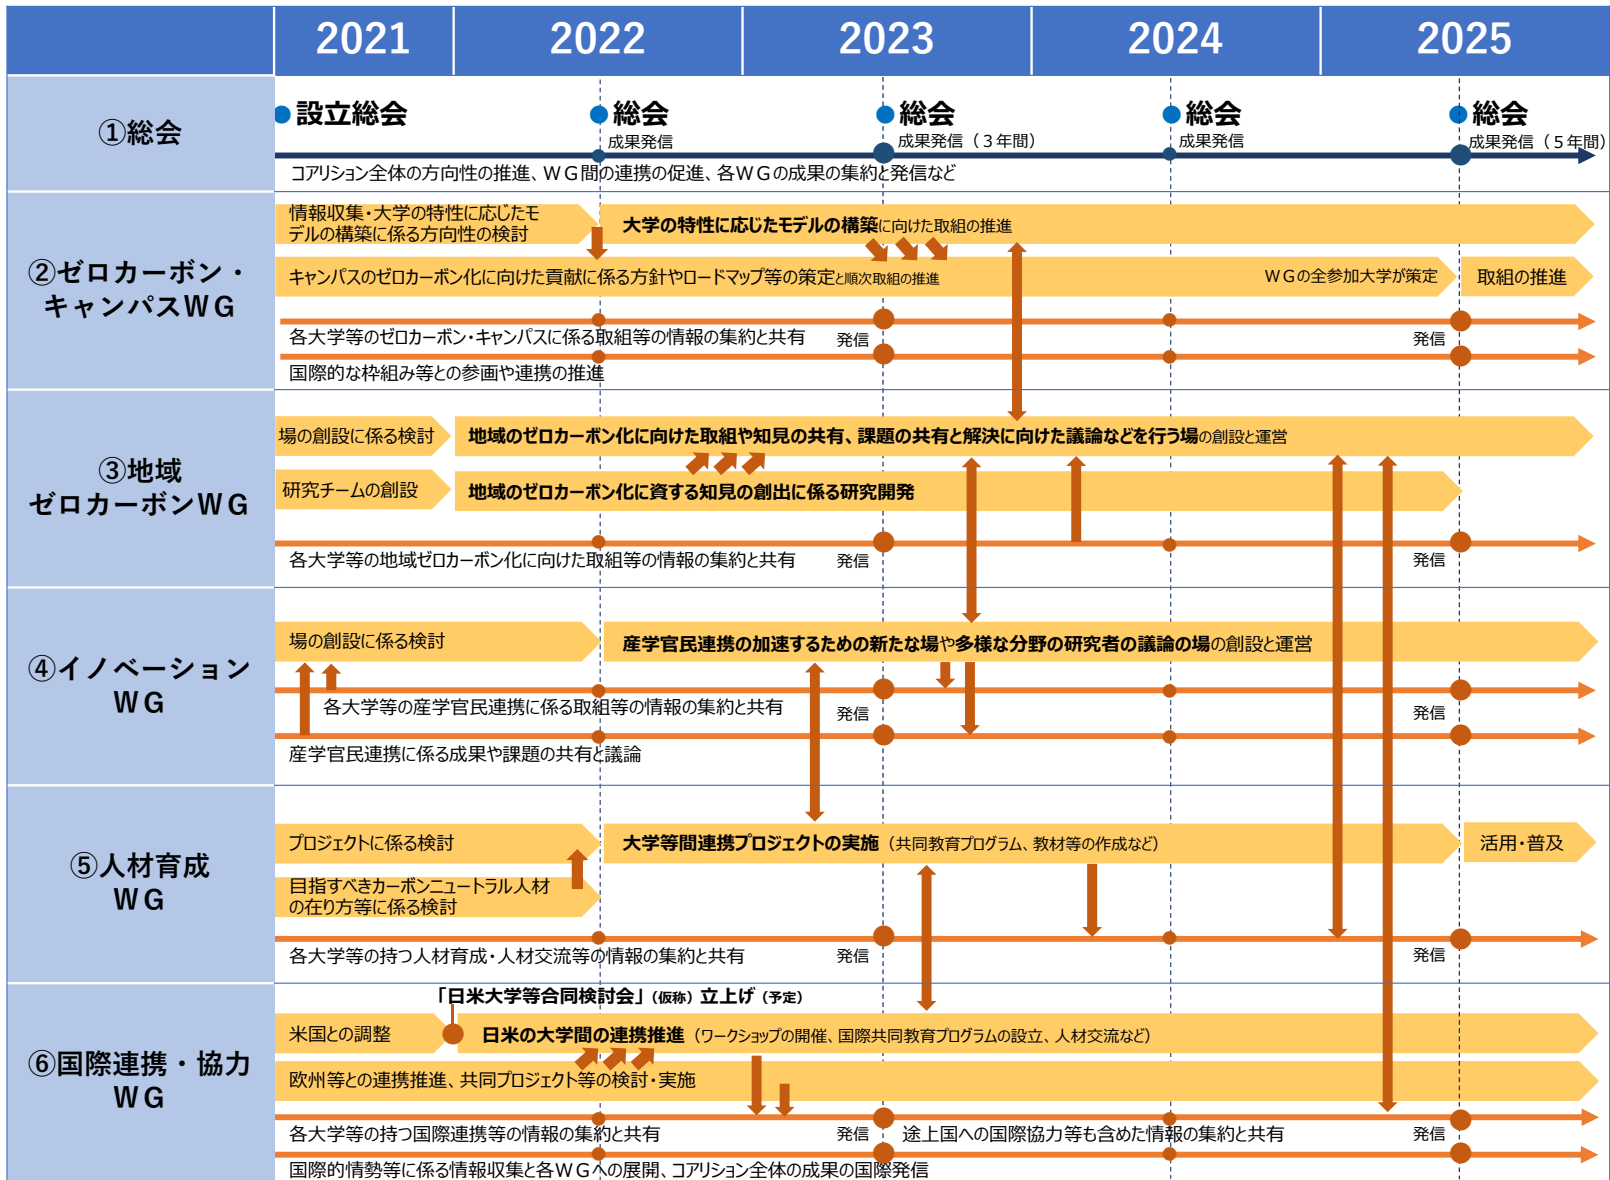 2021
2022
2023
2024
2025
①総会
設立総会
総会
総会
総会
総会
成果発信
成果発信（３年間）
成果発信
成果発信（５年間）
コアリション全体の方向性の推進、ＷＧ間の連携の促進、各ＷＧの成果の集約と発信など
②ゼロカーボン・
キャンパスＷＧ
情報収集・大学の特性に応じたモ
デルの構築に係る方向性の検討
大学の特性に応じたモデルの構築に向けた取組の推進
キャンパスのゼロカーボン化に向けた貢献に係る方針やロードマップ等の策定と順次取組の推進
ＷＧの全参加大学が策定
取組の推進
各大学等のゼロカーボン・キャンパスに係る取組等の情報の集約と共有
発信
発信
国際的な枠組み等との参画や連携の推進
③地域
ゼロカーボンＷＧ
場の創設に係る検討
地域のゼロカーボン化に向けた取組や知見の共有、課題の共有と解決に向けた議論などを行う場の創設と運営
研究チームの創設
地域のゼロカーボン化に資する知見の創出に係る研究開発
各大学等の地域ゼロカーボン化に向けた取組等の情報の集約と共有
発信
発信
④イノベーション
ＷＧ
場の創設に係る検討
産学官民連携の加速するための新たな場や多様な分野の研究者の議論の場の創設と運営
各大学等の産学官民連携に係る取組等の情報の集約と共有
発信
発信
産学官民連携に係る成果や課題の共有と議論
⑤人材育成
ＷＧ
プロジェクトに係る検討
大学等間連携プロジェクトの実施（共同教育プログラム、教材等の作成など）
活用・普及
目指すべきカーボンニュートラル人材
の在り方等に係る検討
各大学等の持つ人材育成・人材交流等の情報の集約と共有
発信
発信
⑥国際連携・協力
ＷＧ
「日米大学等合同検討会」（仮称）立上げ（予定）
米国との調整
日米の大学間の連携推進（ワークショップの開催、国際共同教育プログラムの設立、人材交流など）
欧州等との連携推進、共同プロジェクト等の検討・実施
各大学等の持つ国際連携等の情報の集約と共有
発信
途上国への国際協力等も含めた情報の集約と共有
発信
国際的情勢等に係る情報収集と各ＷＧへの展開、コアリション全体の成果の国際発信